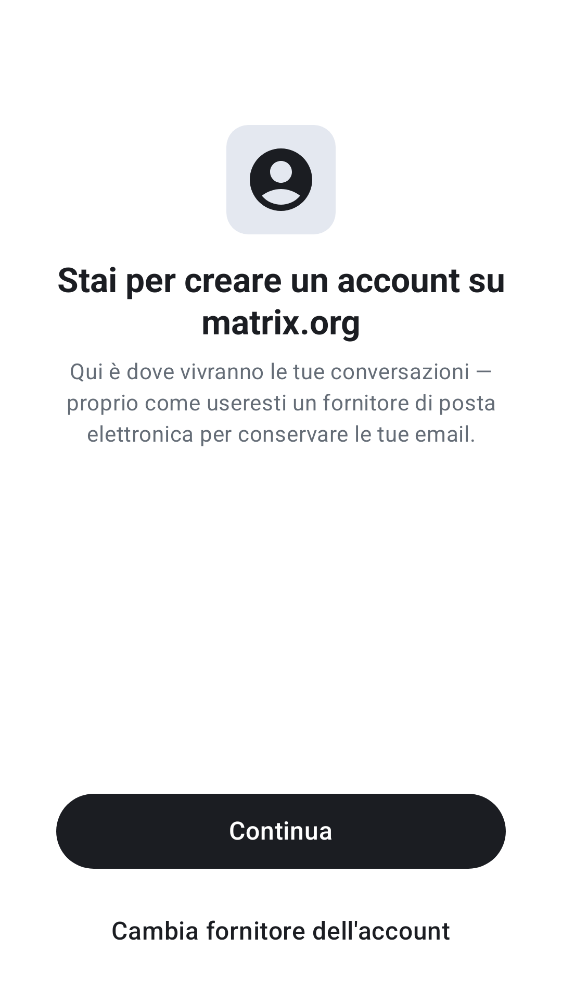 Stai per creare un account su
matrix.org
Qui è dove vivranno le tue conversazioni —
proprio come useresti un fornitore di posta
elettronica per conservare le tue email.
Continua
Cambia fornitore dell'account